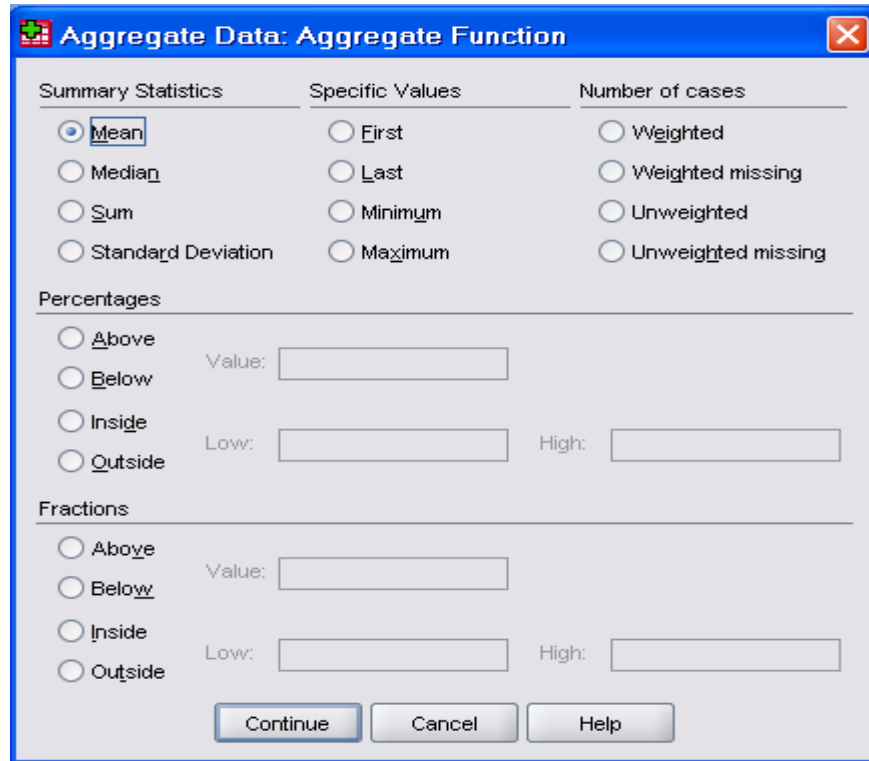 Aggregate Data: Aggregate Function
Summary Statistics Specific Values Number of cases
Mean First Weighted
Median Last Weighted missing
Sum Minimum Unweighted
Standard Deviation Maximum Unweighted missing
Percentages
Above
Value:
Below
Inside
Low: High:
Outside
Fractions
Above
Value:
Below
Inside
Low: High:
Outside
Continue Cancel Help